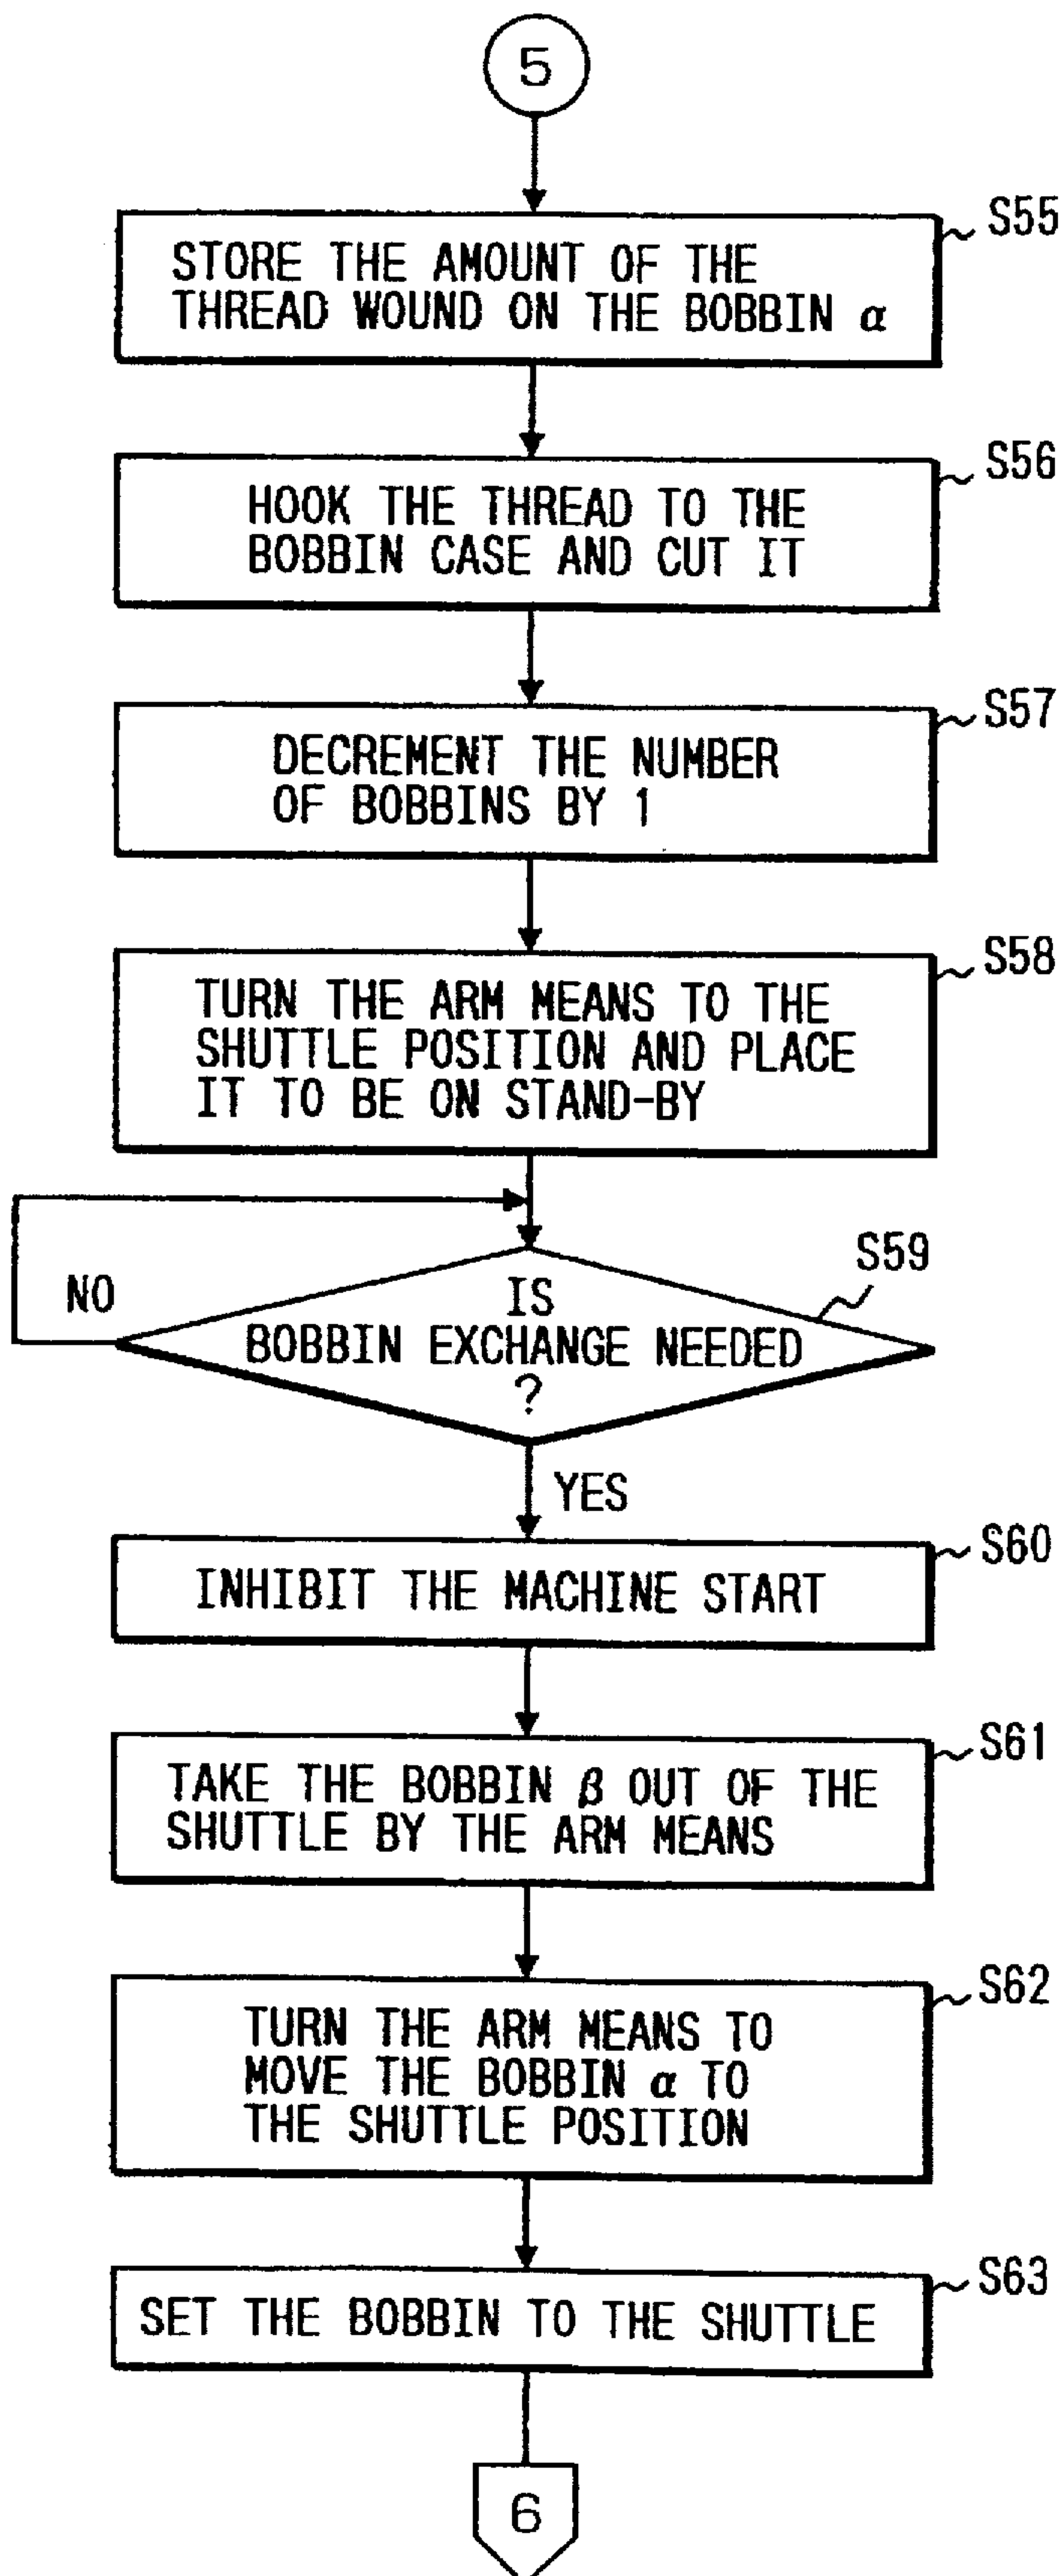 5
S55
STORE THE AMOUNT OF THE
THREAD WOUND ON THE BOBBIN α
S56
HOOK THE THREAD TO THE
BOBBIN CASE AND CUT IT
S57
DECREMENT THE NUMBER
OF BOBBINS BY 1
S58
TURN THE ARM MEANS TO THE
SHUTTLE POSITION AND PLACE
IT TO BE ON STAND-BY
S59
NO
IS
BOBBIN EXCHANGE NEEDED
?
YES
S60
INHIBIT THE MACHINE START
S61
TAKE THE BOBBIN β OUT OF THE
SHUTTLE BY THE ARM MEANS
S62
TURN THE ARM MEANS TO
MOVE THE BOBBIN α TO
THE SHUTTLE POSITION
S63
SET THE BOBBIN TO THE SHUTTLE
6